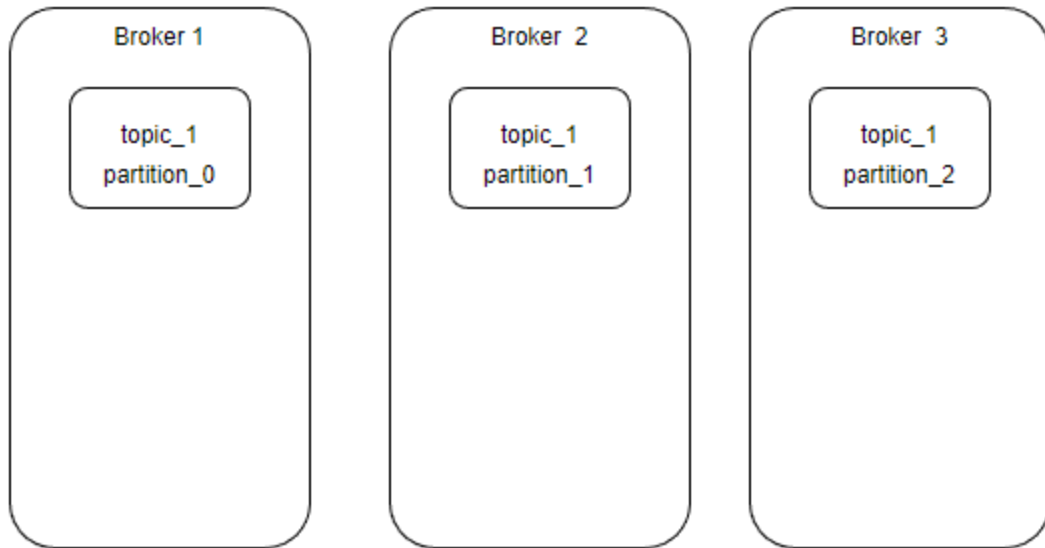 Broker 1
topic_1
partition_0
Broker 2
topic_1
partition_1
Broker 3
topic_1
partition_2